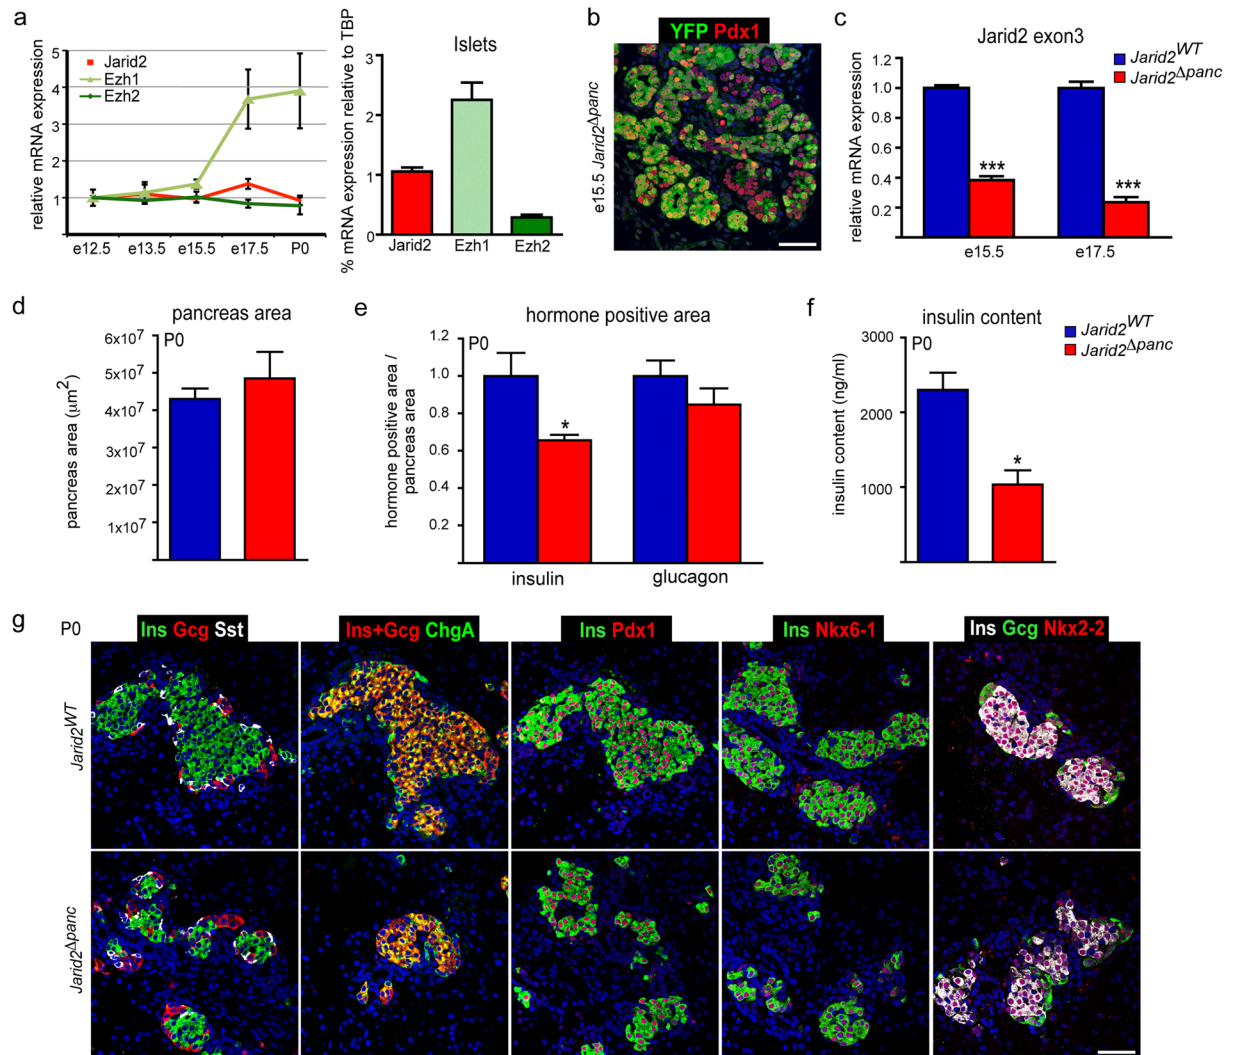 a
relative mRNA expression
5
4
3
2
1
Jarid2
Ezh1
Ezh2
e12.5 e13.5 e15.5 e17.5 P0
% mRNA expression relative to TBP
Islets
3
2
1
0
Jarid2 Ezh1 Ezh2
b
YFP Pdx1
e15.5 Jarid2Δpanc
c
Jarid2 exon3
Jarid2WT
Jarid2Δpanc
relative mRNA expression
1.2
1.0
0.8
0.6
0.4
0.2
***
***
e15.5 e17.5
d
pancreas area
P0
pancreas area (μm2)
6x107
5x107
4x107
3x107
2x107
1x107
e
hormone positive area
P0
hormone positive area /
pancreas area
1.2
1.0
0.8
0.6
0.4
0.2
*
insulin glucagon
f
insulin content
P0
insulin content (ng/ml)
3000
2000
1000
*
Jarid2WT
Jarid2Δpanc
g
P0
Ins Gcg Sst
Ins+Gcg ChgA
Ins Pdx1
Ins Nkx6-1
Ins Gcg Nkx2-2
Jarid2WT
Jarid2Δpanc